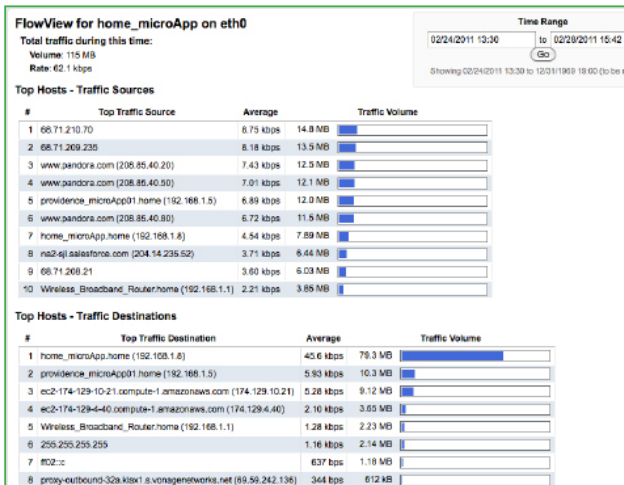 FlowView for home_microApp on eth0
Total traffic during this time:
Volume: 115 MB
Rate: 62.1 kbps
Time Range
02/24/2011 13:30 to 02/28/2011 15:42
Go
Showing 02/24/2011 13:30 to 12/31/1969 18:00 (to be
Top Hosts - Traffic Sources
# Top Traffic Source Average Traffic Volume
1 68.71.210.70 8.75 kbps 14.8 MB
2 68.71.209.235 8.18 kbps 13.5 MB
3 www.pandora.com (208.85.40.20) 7.43 kbps 12.5 MB
4 www.pandora.com (208.85.40.50) 7.01 kbps 12.1 MB
5 providence_microApp01.home (192.168.1.5) 6.89 kbps 12.0 MB
6 www.pandora.com (208.85.40.80) 6.72 kbps 11.5 MB
7 home_microApp.home (192.168.1.8) 4.54 kbps 7.89 MB
8 na2-sjl.salesforce.com (204.14.235.52) 3.71 kbps 6.44 MB
9 68.71.208.21 3.60 kbps 6.03 MB
10 Wireless_Broadband_Router.home (192.168.1.1) 2.21 kbps 3.85 MB
Top Hosts - Traffic Destinations
# Top Traffic Destination Average Traffic Volume
1 home_microApp.home (192.168.1.8) 45.6 kbps 79.3 MB
2 providence_microApp01.home (192.168.1.5) 5.93 kbps 10.3 MB
3 ec2-174-129-10-21.compute-1.amazonaws.com (174.129.10.21) 5.28 kbps 9.12 MB
4 ec2-174-129-4-40.compute-1.amazonaws.com (174.129.4.40) 2.10 kbps 3.65 MB
5 Wireless_Broadband_Router.home (192.168.1.1) 1.28 kbps 2.23 MB
6 255.255.255.255 1.16 kbps 2.14 MB
7 ff02::c 637 bps 1.18 MB
8 proxy-outbound-32a.klax1.s.vonagenetworks.net (69.59.242.136) 344 bps 612 kB